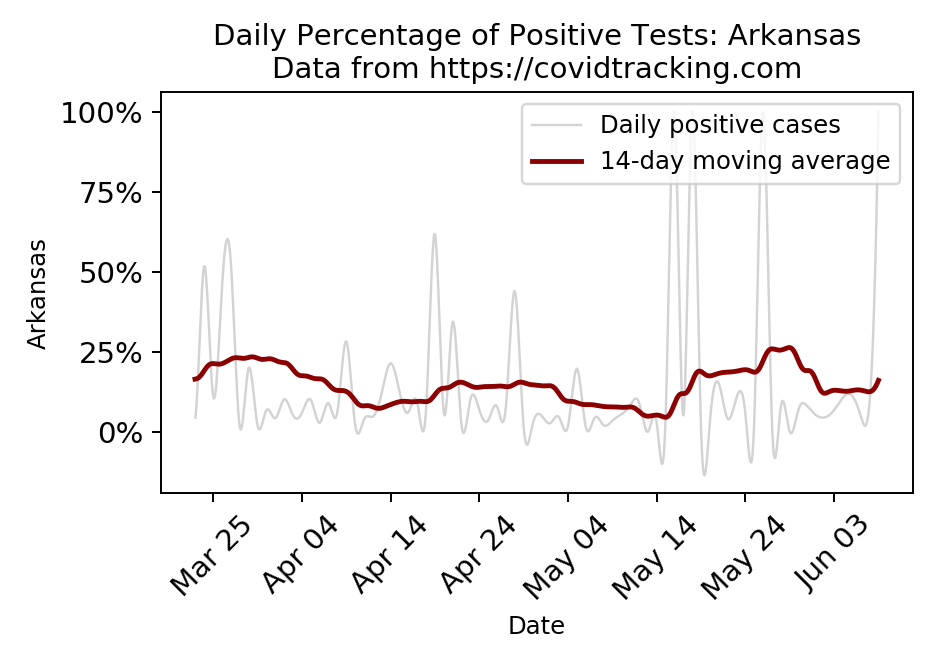 Daily Percentage of Positive Tests: Arkansas
Data from https://covidtracking.com
Daily positive cases
14-day moving average
100%
75%
50%
25%
0%
Arkansas
Mar 25
Apr 04
Apr 14
Apr 24
May 04
May 14
May 24
Jun 03
Date